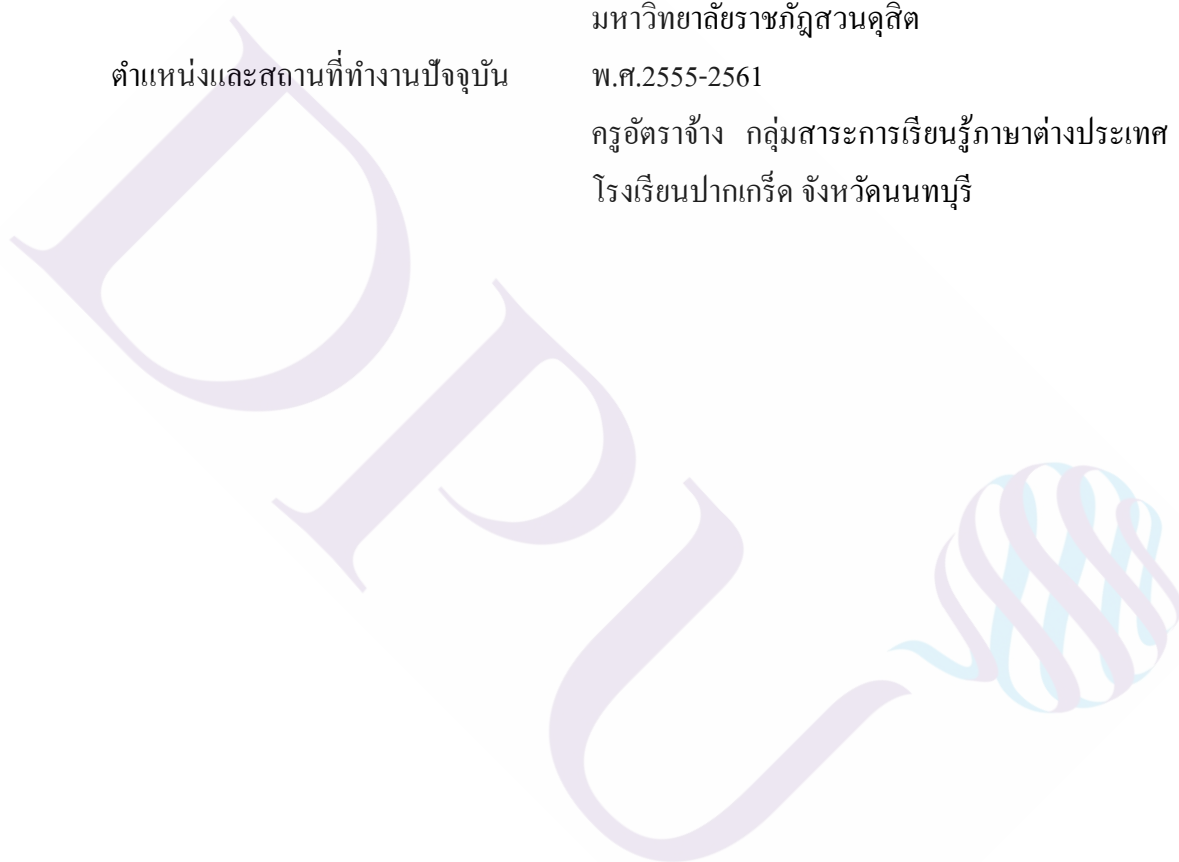 มหาวิทยาลัยราชภัฏสวนดุสิต
ตำแหน่งและสถานที่ทำงานปัจจุบัน พ.ศ.2555-2561
ครูอัตราจ้าง กลุ่มสาระการเรียนรู้ภาษาต่างประเทศ
โรงเรียนปากเกร็ด จังหวัดนนทบุรี
DPU